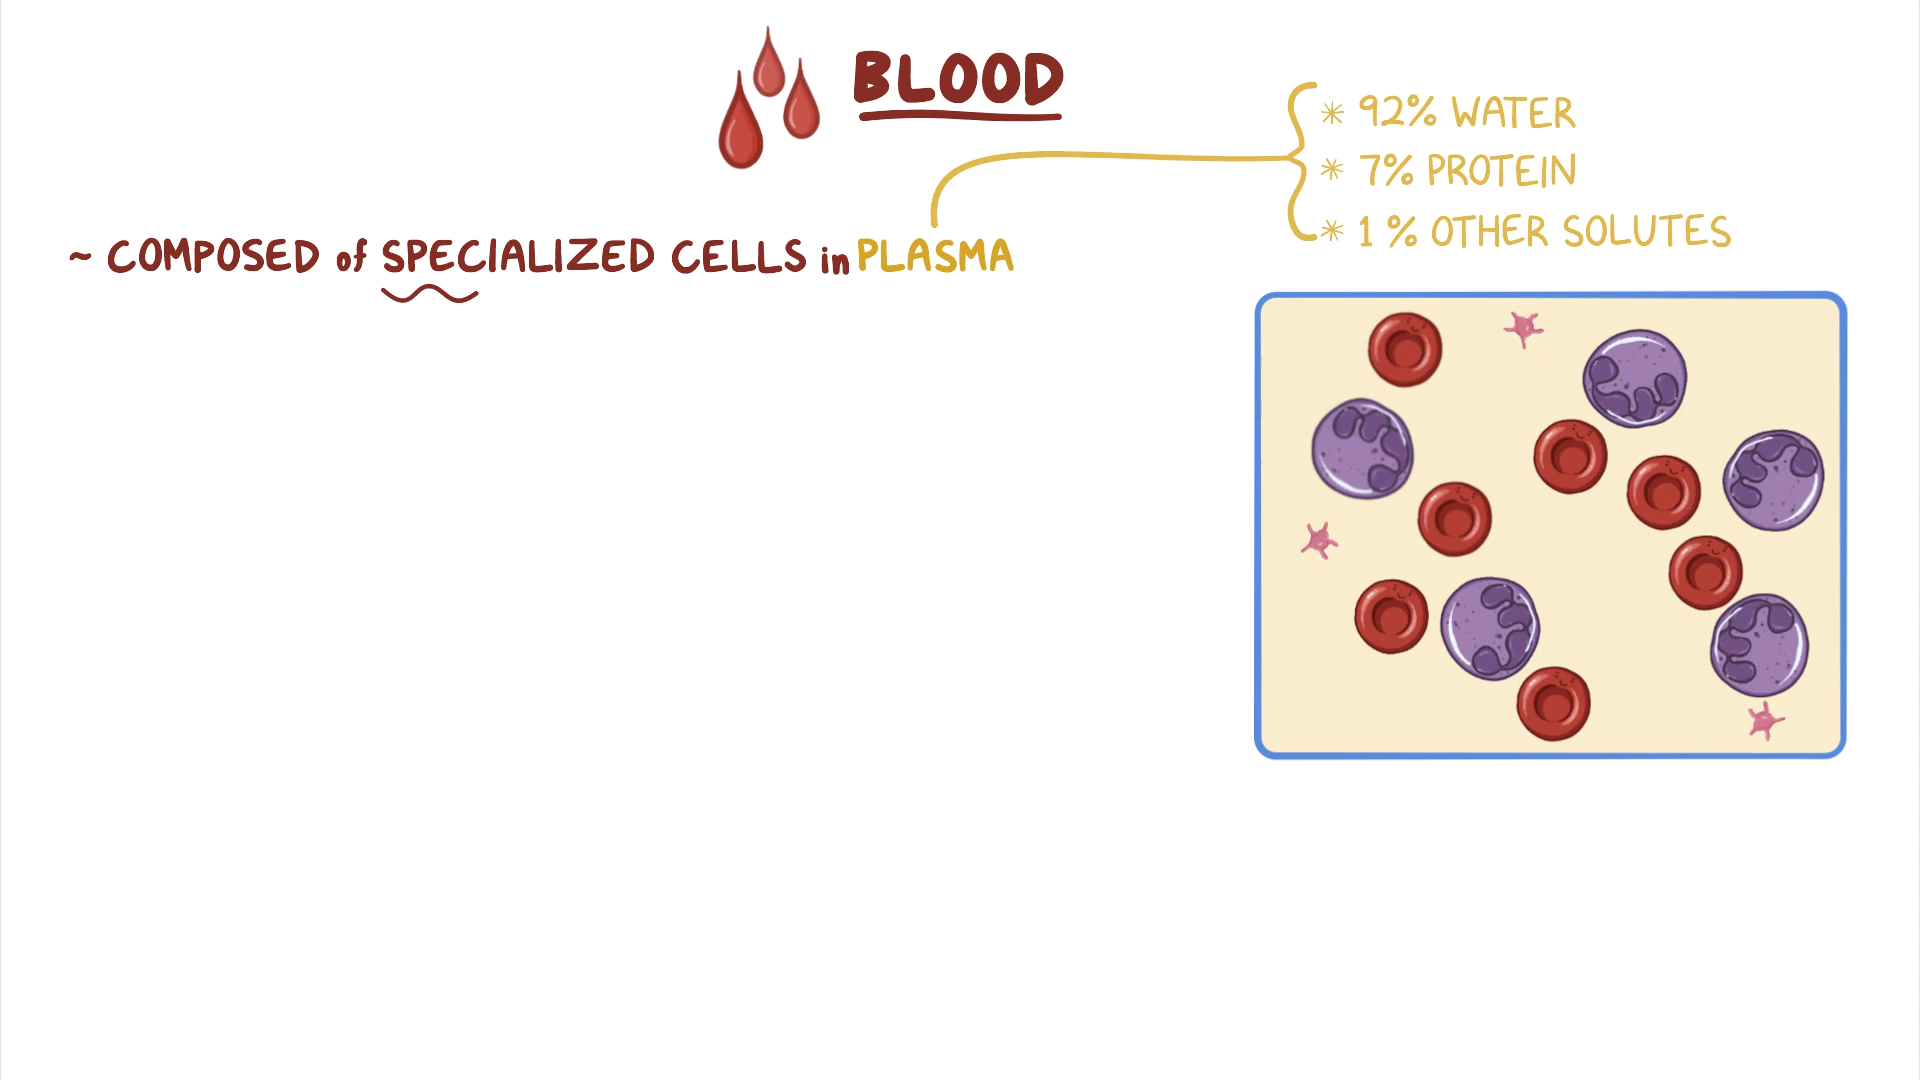 BLOOD
* 92% WATER
* 7% PROTEIN
* 1% OTHER SOLUTES
~ COMPOSED of SPECIALIZED CELLS in PLASMA